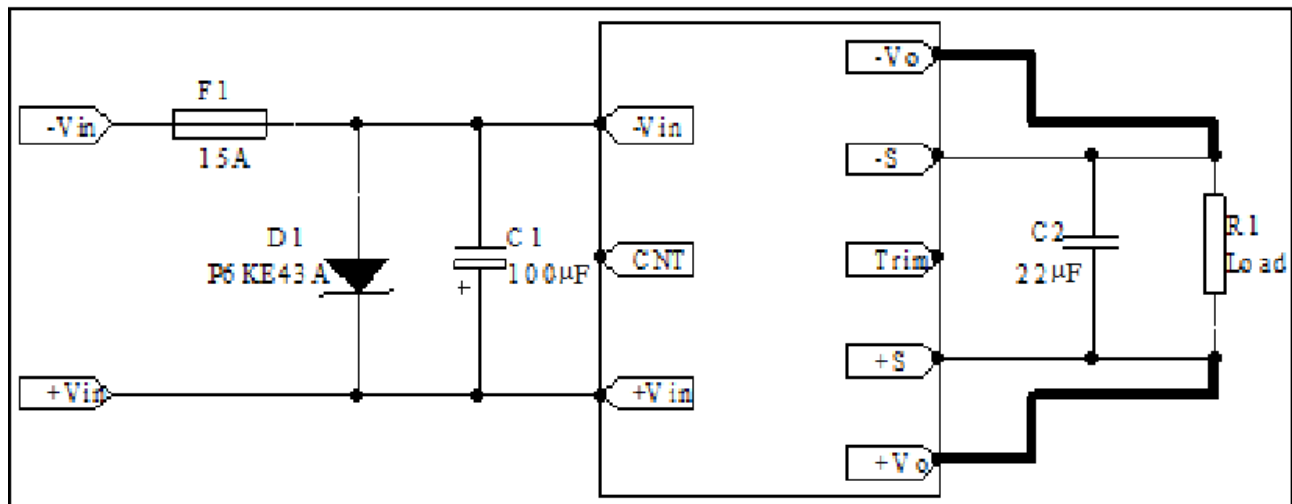 -Vo
F1
-Vin
-Vin
15A
-S
D1
P6KE43A
C1
100μF
+
CNT
Trim
C2
22μF
R1
Load
+S
+Vin
+Vin
+Vo